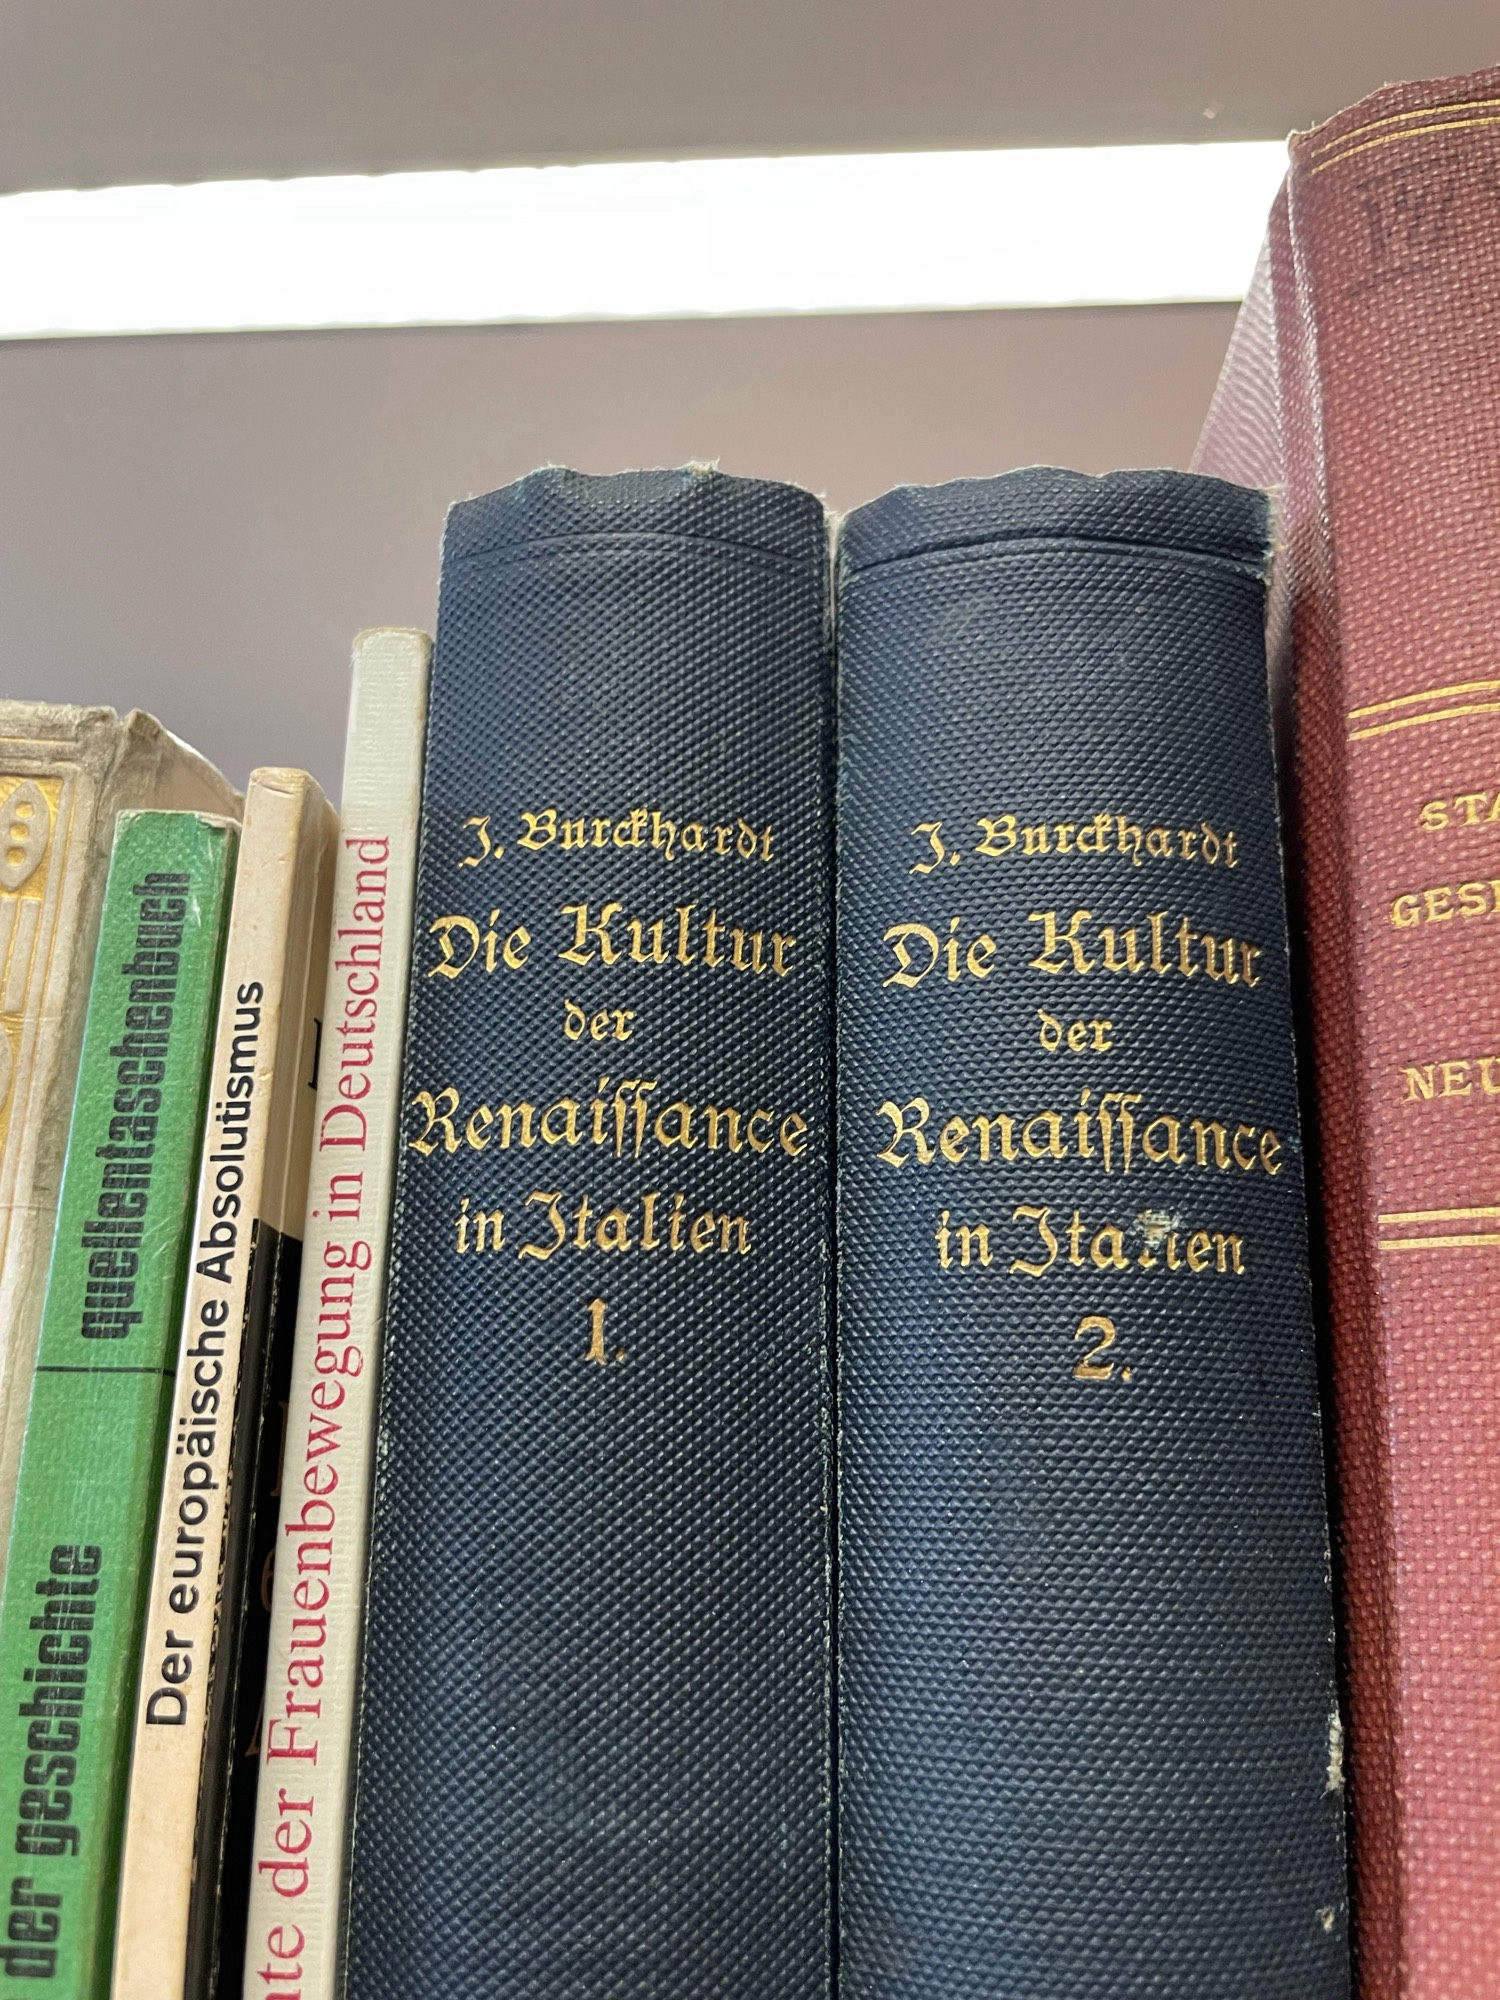 der geschichte quellentaschenbuch
Der europäische Absolutismus
der Frauenbewegung in Deutschland
J. Burckhardt
Die Kultur
der
Renaiſſance
in Italien
1.
J. Burckhardt
Die Kultur
der
Renaiſſance
in Italien
2.